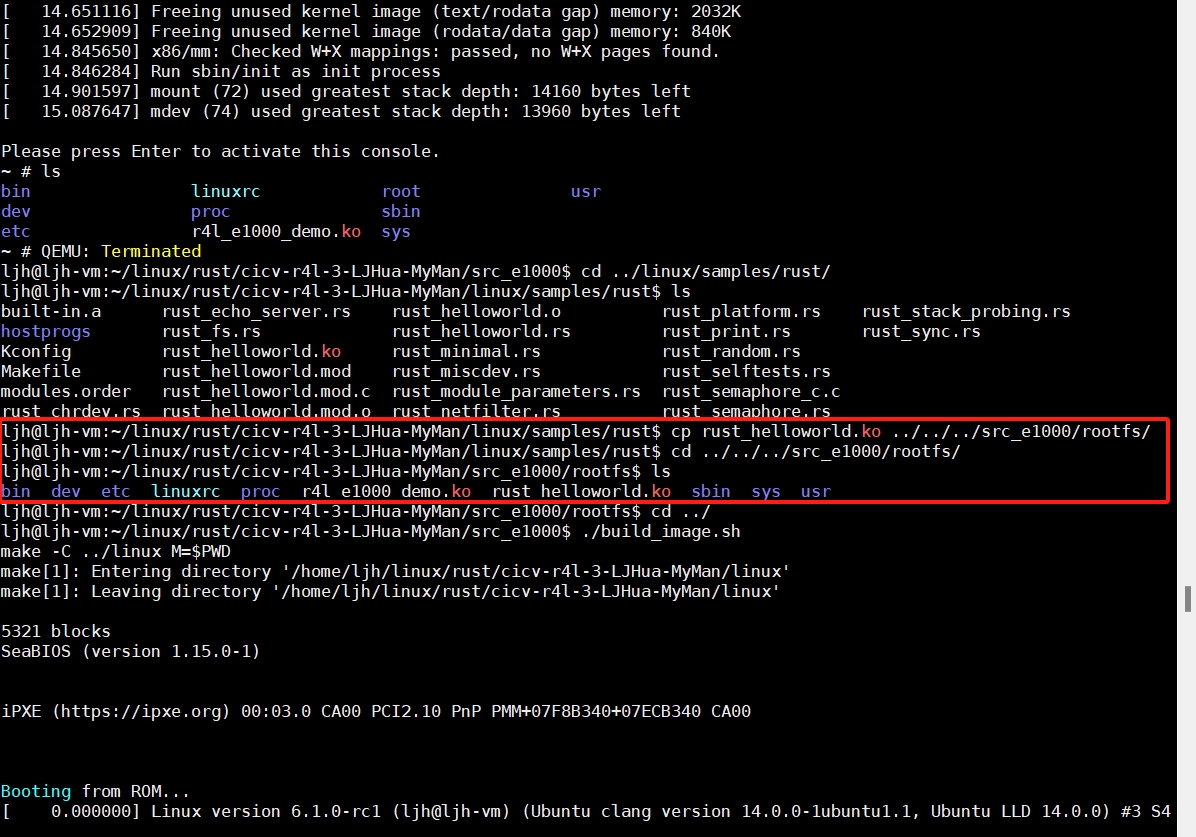 [   14.651116] Freeing unused kernel image (text/rodata gap) memory: 2032K
[   14.652909] Freeing unused kernel image (rodata/data gap) memory: 840K
[   14.845650] x86/mm: Checked W+X mappings: passed, no W+X pages found.
[   14.846284] Run sbin/init as init process
[   14.901597] mount (72) used greatest stack depth: 14160 bytes left
[   15.087647] mdev (74) used greatest stack depth: 13960 bytes left
Please press Enter to activate this console.
~ # ls
bin                linuxrc            root               usr
dev                proc               sbin
etc                r4l_e1000_demo.ko  sys
~ # QEMU: Terminated
ljh@ljh-vm:~/linux/rust/cicv-r4l-3-LJHua-MyMan/src_e1000$ cd ../linux/samples/rust/
ljh@ljh-vm:~/linux/rust/cicv-r4l-3-LJHua-MyMan/linux/samples/rust$ ls
built-in.a      rust_echo_server.rs    rust_helloworld.o          rust_platform.rs    rust_stack_probing.rs
hostprogs       rust_fs.rs             rust_helloworld.rs         rust_print.rs       rust_sync.rs
Kconfig         rust_helloworld.ko     rust_minimal.rs            rust_random.rs
Makefile        rust_helloworld.mod    rust_miscdev.rs            rust_selftests.rs
modules.order   rust_helloworld.mod.c  rust_module_parameters.rs  rust_semaphore_c.c
rust_chrdev.rs  rust_helloworld.mod.o  rust_netfilter.rs          rust_semaphore.rs
ljh@ljh-vm:~/linux/rust/cicv-r4l-3-LJHua-MyMan/linux/samples/rust$ cp rust_helloworld.ko ../../../src_e1000/rootfs/
ljh@ljh-vm:~/linux/rust/cicv-r4l-3-LJHua-MyMan/linux/samples/rust$ cd ../../../src_e1000/rootfs/
ljh@ljh-vm:~/linux/rust/cicv-r4l-3-LJHua-MyMan/src_e1000/rootfs$ ls
bin  dev  etc  linuxrc  proc  r4l_e1000_demo.ko  rust_helloworld.ko  sbin  sys  usr
ljh@ljh-vm:~/linux/rust/cicv-r4l-3-LJHua-MyMan/src_e1000/rootfs$ cd ../
ljh@ljh-vm:~/linux/rust/cicv-r4l-3-LJHua-MyMan/src_e1000$ ./build_image.sh
make -C ../linux M=$PWD
make[1]: Entering directory '/home/ljh/linux/rust/cicv-r4l-3-LJHua-MyMan/linux'
make[1]: Leaving directory '/home/ljh/linux/rust/cicv-r4l-3-LJHua-MyMan/linux'
5321 blocks
SeaBIOS (version 1.15.0-1)
iPXE (https://ipxe.org) 00:03.0 CA00 PCI2.10 PnP PMM+07F8B340+07ECB340 CA00
Booting from ROM...
[    0.000000] Linux version 6.1.0-rc1 (ljh@ljh-vm) (Ubuntu clang version 14.0.0-1ubuntu1.1, Ubuntu LLD 14.0.0) #3 S4